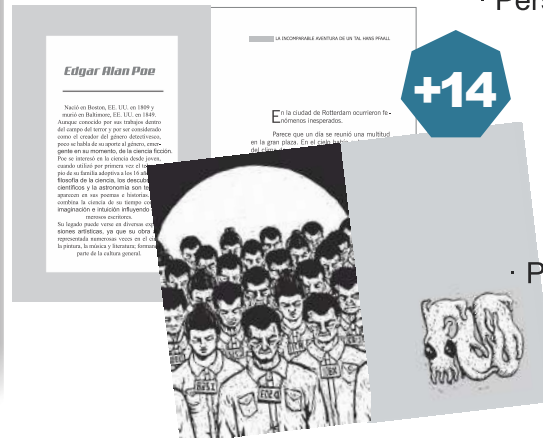 · Pers
LA INCOMPARABLE AVENTURA DE UN TAL HANS PFAALL
+14
Edgar Alan Poe
Nació en Boston, EE. UU. en 1809 y
murió en Baltimore, EE. UU. en 1849.
Aunque conocido por sus trabajos dentro
del campo del terror y por ser considerado
como el creador del género detectivesco,
poco se habla de su aporte al género, emer-
gente en su momento, de la ciencia ficción.
Poe se interesó en la ciencia desde joven,
cuando utilizó por primera vez el
pio de su familia adoptiva a los 16
filosofía de la ciencia, los
científicos y la astronomía son
aparecen en sus poemas e historias.
combina la ciencia de su tiempo
imaginación e intuición influyendo
merosos escritores.
Su legado puede verse en diversas
siones artísticas, ya que su obra
representada numerosas veces en el
la pintura, la música y literatura;
parte de la cultura general.
En la ciudad de Rotterdam ocurrieron fe-
nómenos inesperados.
Parece que un día se reunió una multitud
en la gran plaza. En el cielo
· P